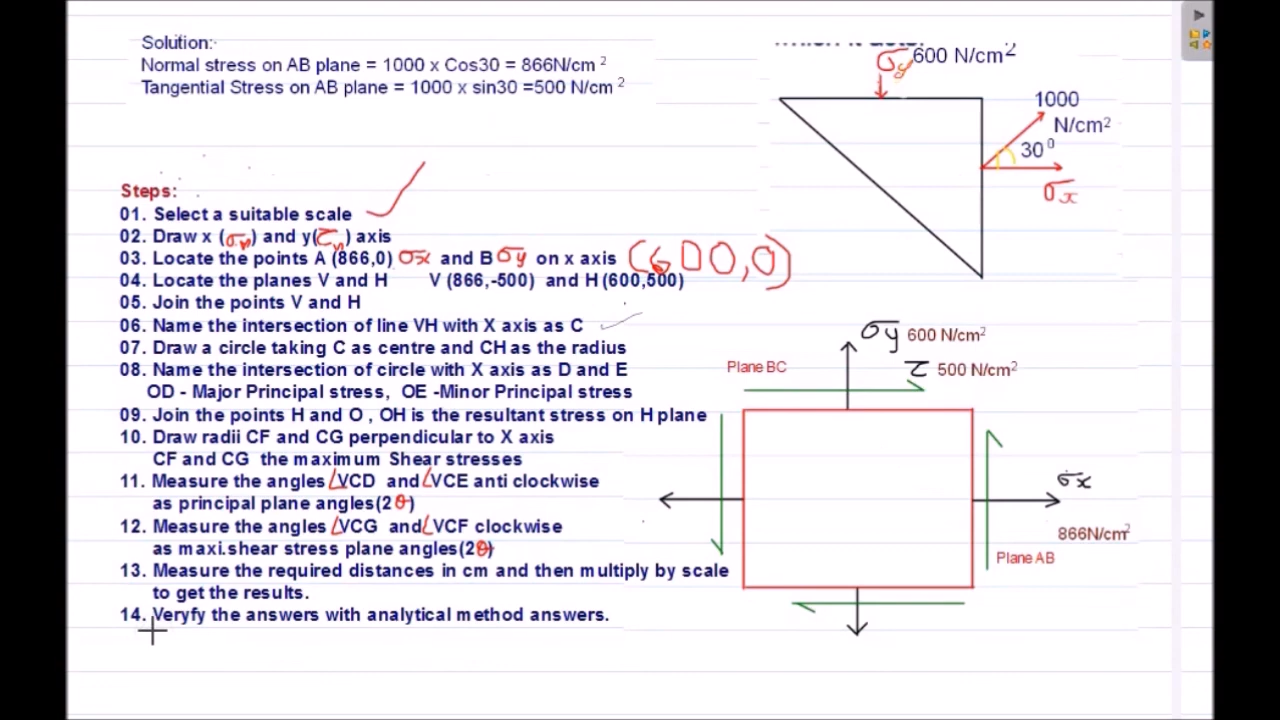 Solution:
Normal stress on AB plane = 1000 x Cos30 = 866N/cm ²
Tangential Stress on AB plane = 1000 x sin30 =500 N/cm ²
σy 600 N/cm²
1000
N/cm²
30⁰
σx
Steps:
01. Select a suitable scale
02. Draw x (σn) and y(τn) axis
03. Locate the points A (866,0) σx and B σy on x axis (600,0)
04. Locate the planes V and H V (866,-500) and H (600,500)
05. Join the points V and H
06. Name the intersection of line VH with X axis as C
07. Draw a circle taking C as centre and CH as the radius
08. Name the intersection of circle with X axis as D and E
OD - Major Principal stress, OE -Minor Principal stress
09. Join the points H and O , OH is the resultant stress on H plane
10. Draw radii CF and CG perpendicular to X axis
CF and CG the maximum Shear stresses
11. Measure the angles ∠VCD and ∠VCE anti clockwise
as principal plane angles(2θ)
12. Measure the angles ∠VCG and ∠VCF clockwise
as maxi.shear stress plane angles(2θ)
13. Measure the required distances in cm and then multiply by scale
to get the results.
14. Veryfy the answers with analytical method answers.
σy 600 N/cm²
Plane BC
τ 500 N/cm²
σx
866N/cm²
Plane AB